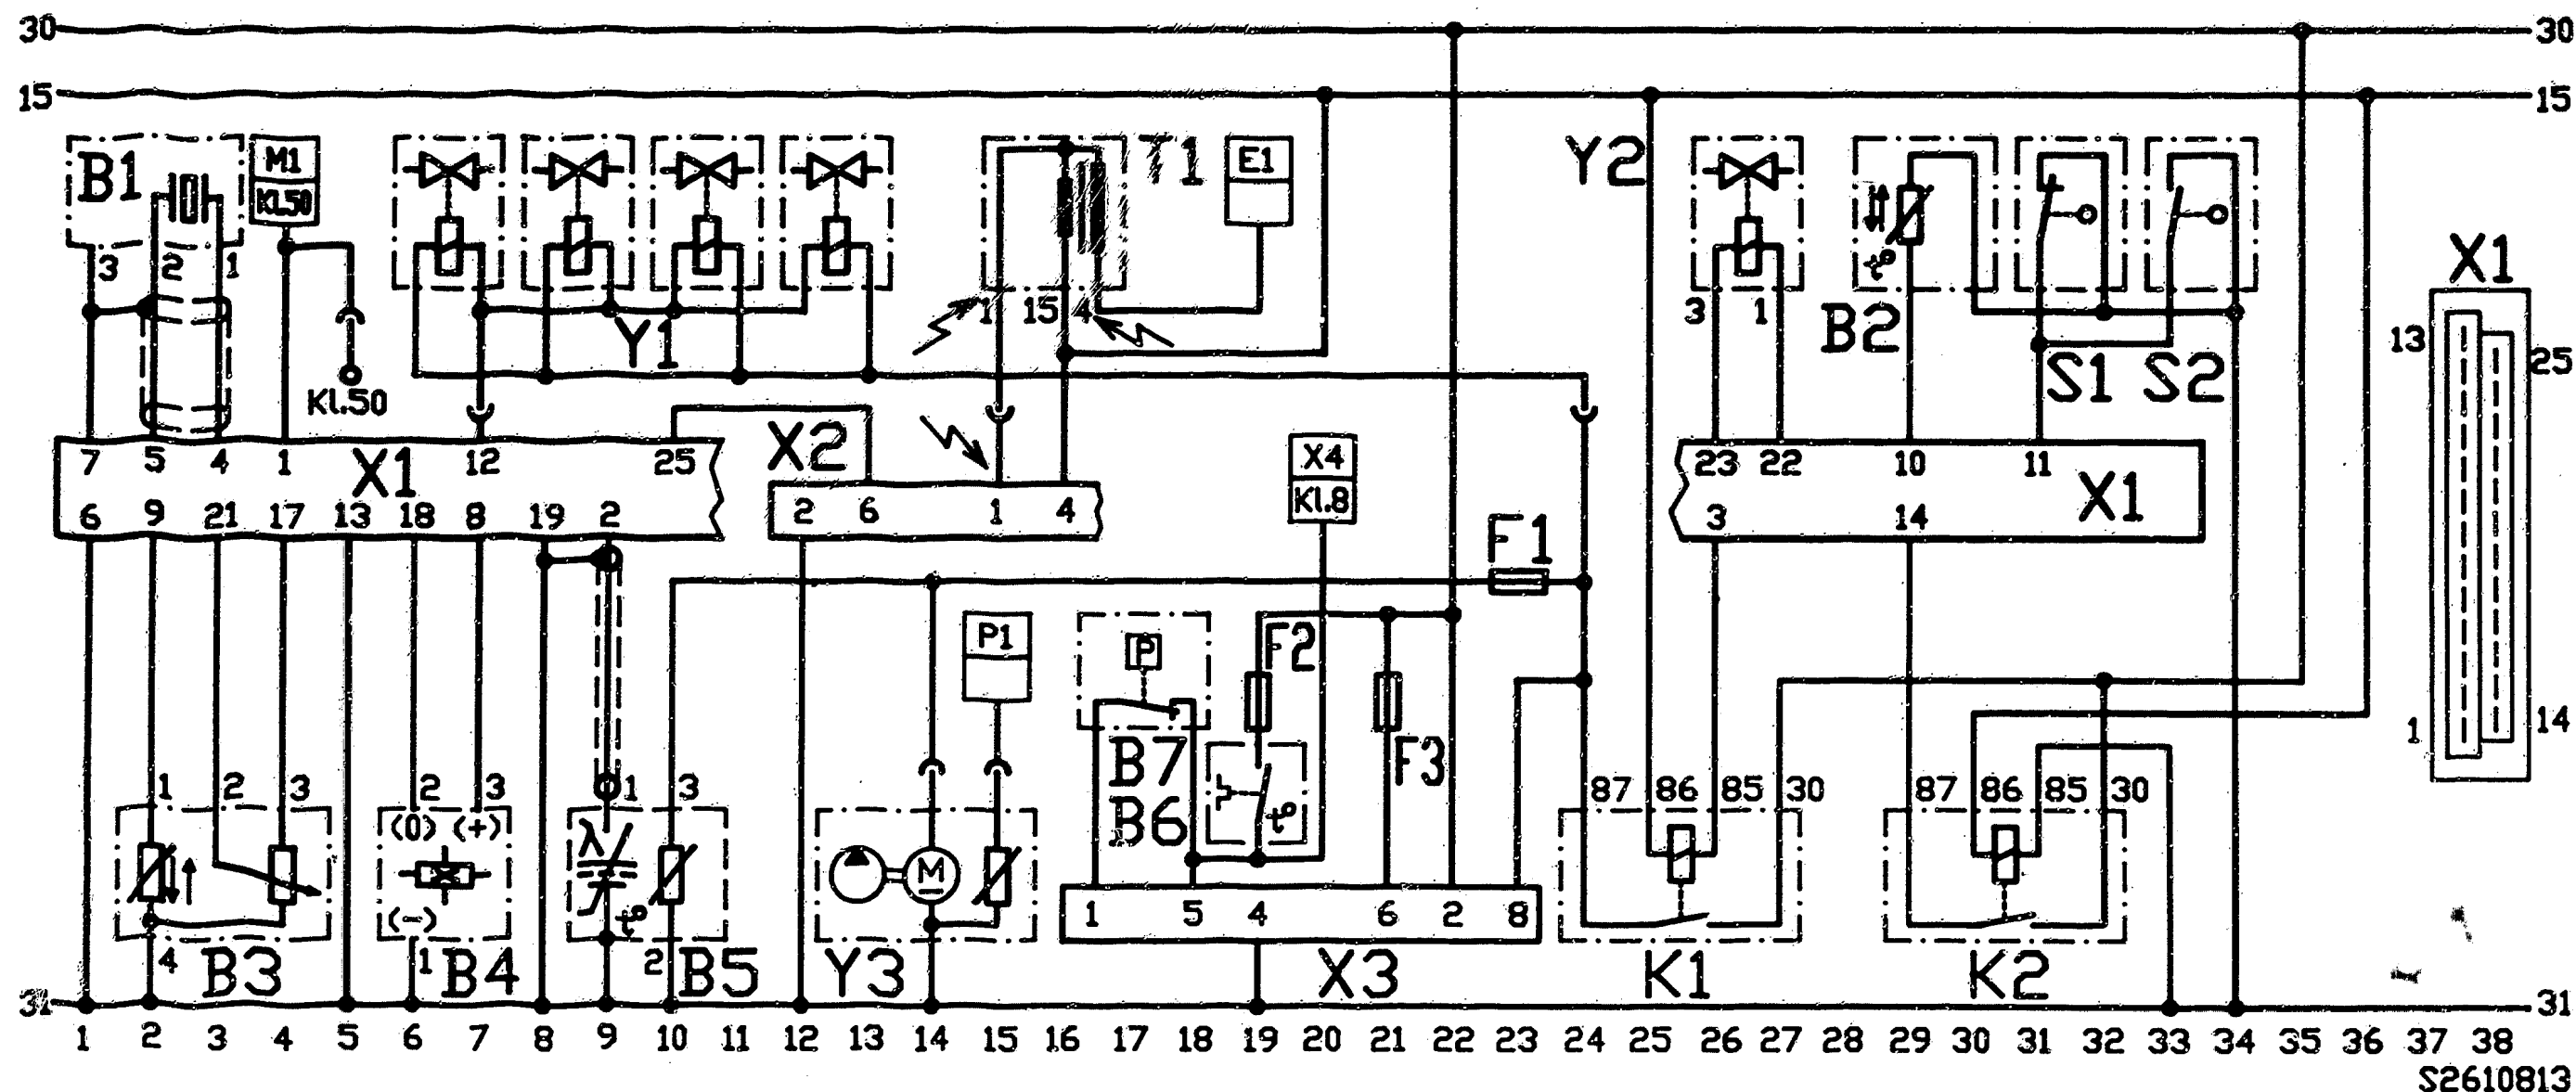 30 30
15 15
B1 M1 T1 E1 Y2
Kl.50
X1
3 2 1
1 15 4
3 1
B2
13 25
Y1
S1 S2
Kl.50
X2
X4
7 5 4 1 X1 12 25
23 22 10 11
Kl.8
X1
6 9 21 17 13 18 8 19 2
2 6 1 4
3 14
F1
P1
P F2
1 14
B7 F3
1 2 3 2 3 1 3
87 86 85 30 87 86 85 30
(0) (+) λ
B6 t°
M
(-) t°
1 5 4 6 2 8
4 B3 1 B4 2 B5 Y3 X3 K1 K2
31 31
1 2 3 4 5 6 7 8 9 10 11 12 13 14 15 16 17 18 19 20 21 22 23 24 25 26 27 28 29 30 31 32 33 34 35 36 37 38
S2610813